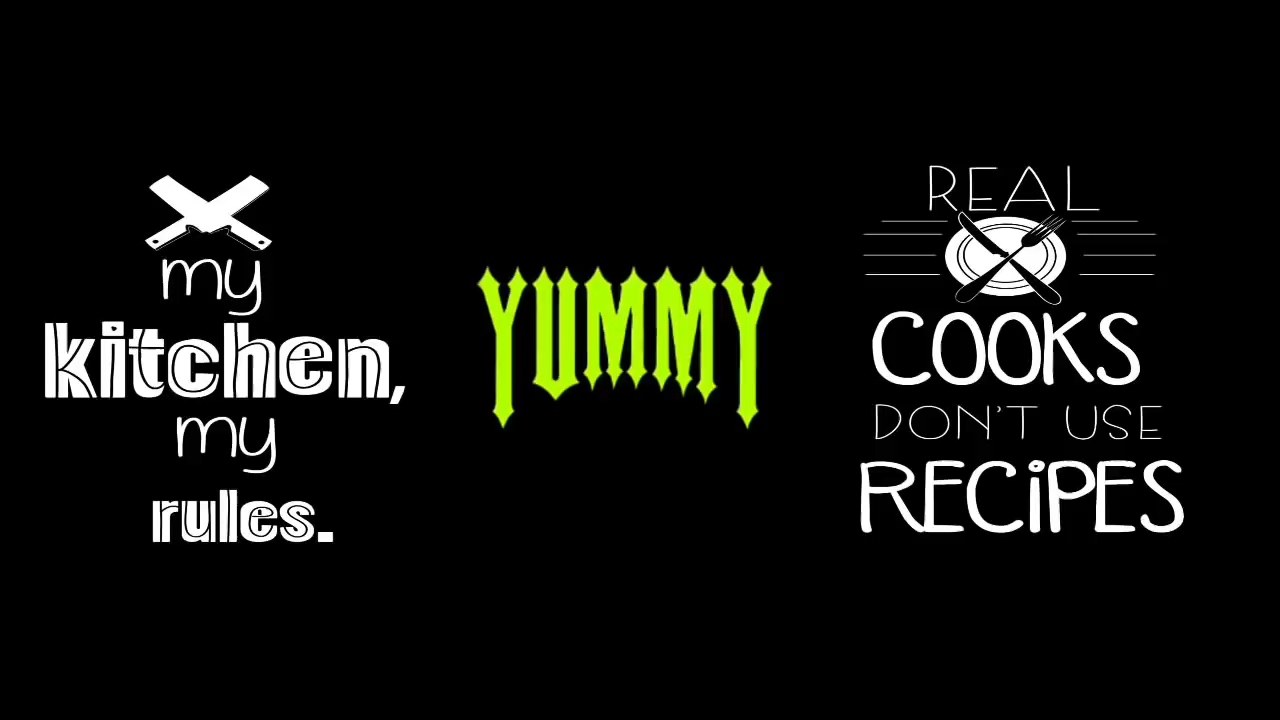 my
kitchen,
my
rules.
YUMMY
REAL
COOKS
DON'T USE
RECiPES